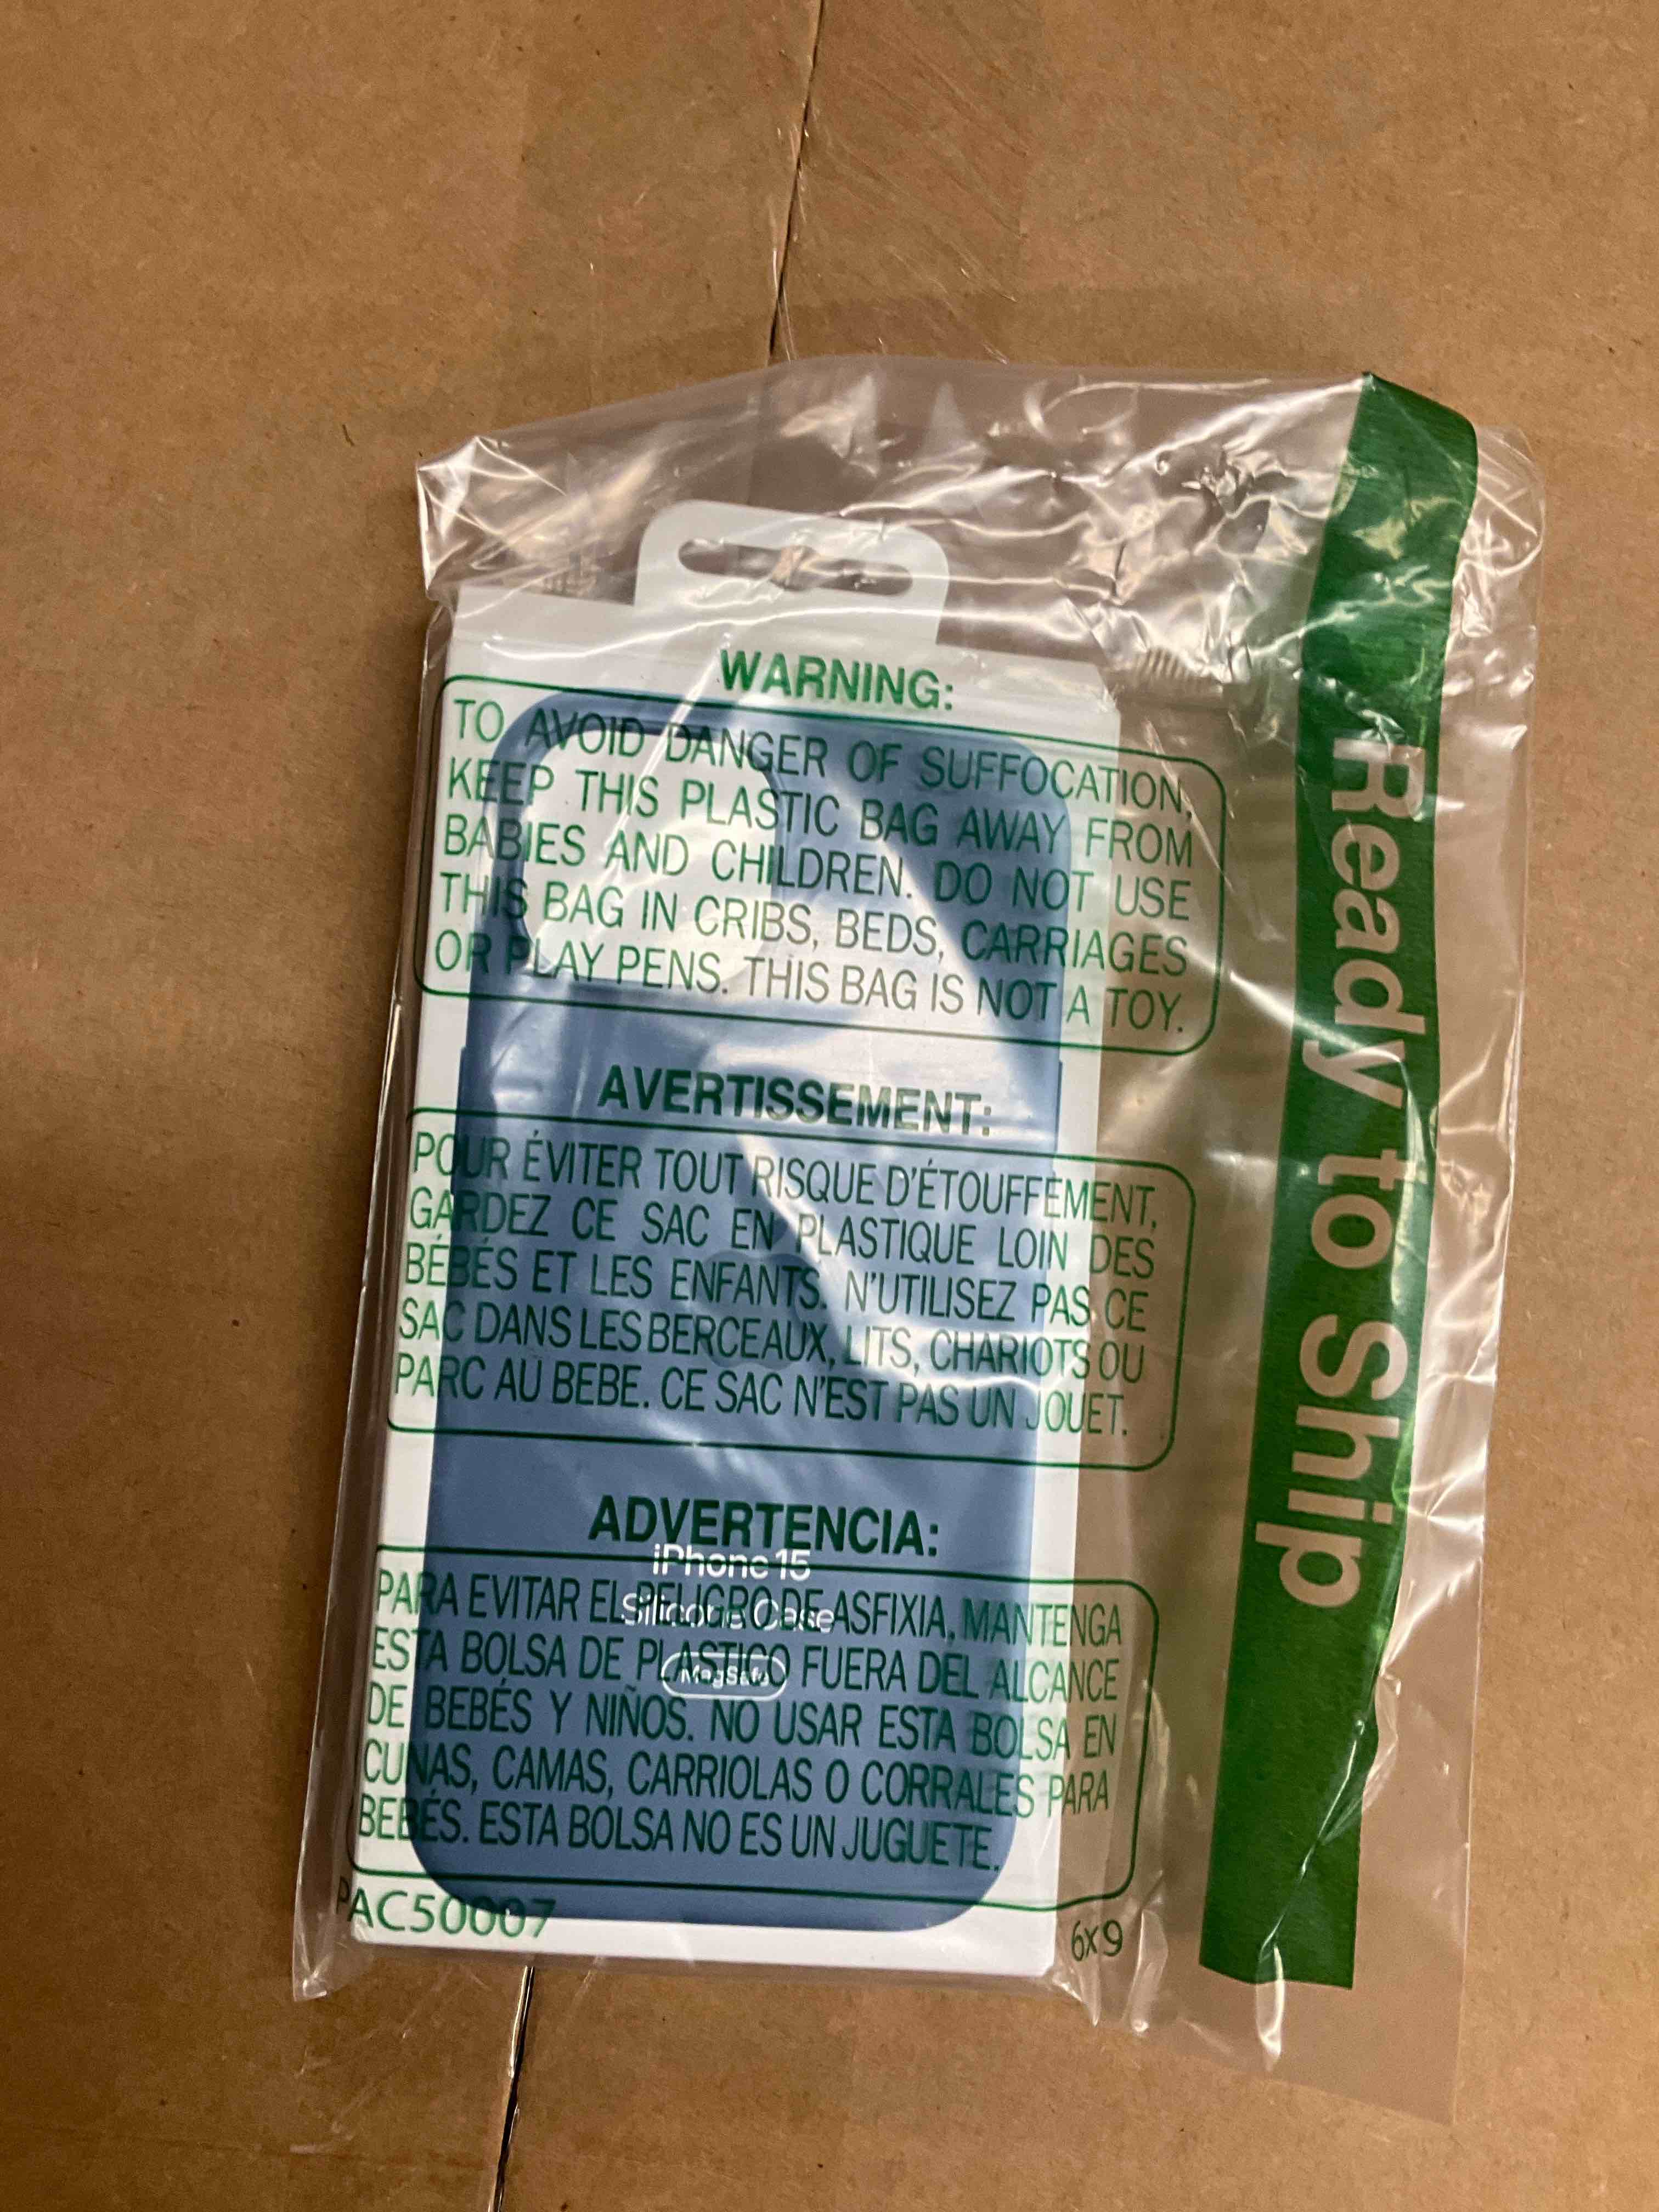 WARNING:
TO AVOID DANGER OF SUFFOCATION,
KEEP THIS PLASTIC BAG AWAY FROM
BABIES AND CHILDREN. DO NOT USE
THIS BAG IN CRIBS, BEDS, CARRIAGES
OR PLAY PENS. THIS BAG IS NOT A TOY.
AVERTISSEMENT:
POUR ÉVITER TOUT RISQUE D'ÉTOUFFEMENT,
GARDEZ CE SAC EN PLASTIQUE LOIN DES
BÉBÉS ET LES ENFANTS. N'UTILISEZ PAS CE
SAC DANS LES BERCEAUX, LITS, CHARIOTS OU
PARC AU BEBE. CE SAC N'EST PAS UN JOUET.
ADVERTENCIA:
iPhone 15
PARA EVITAR EL PELIGRO DE ASFIXIA, MANTENGA
Silicone Case
ESTA BOLSA DE PLASTICO FUERA DEL ALCANCE
MagSafe
DE BEBÉS Y NIÑOS. NO USAR ESTA BOLSA EN
CUNAS, CAMAS, CARRIOLAS O CORRALES PARA
BEBÉS. ESTA BOLSA NO ES UN JUGUETE.
PAC50007
6x9
Ready to Ship